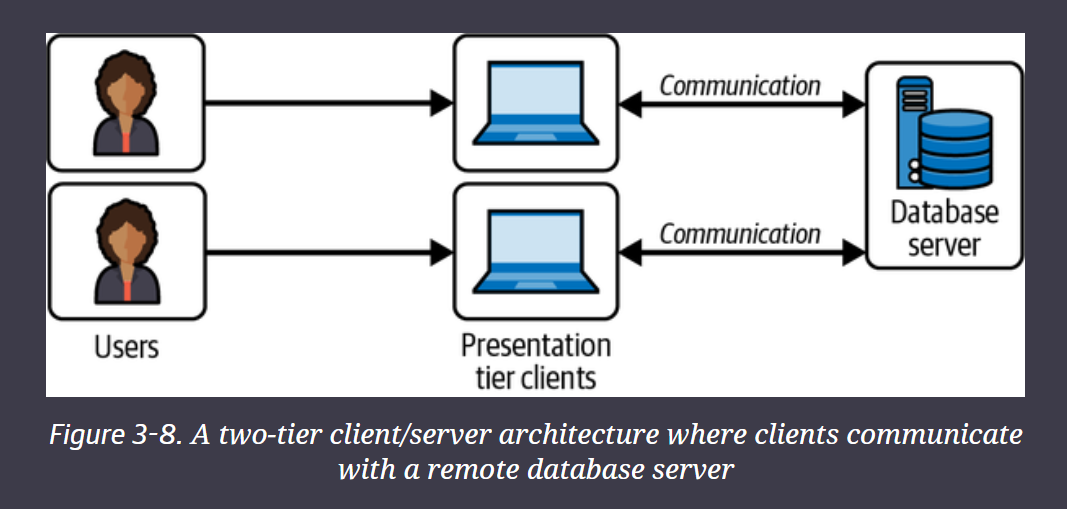 Communication
Database
server
Communication
Users
Presentation
tier clients
Figure 3-8. A two-tier client/server architecture where clients communicate
with a remote database server